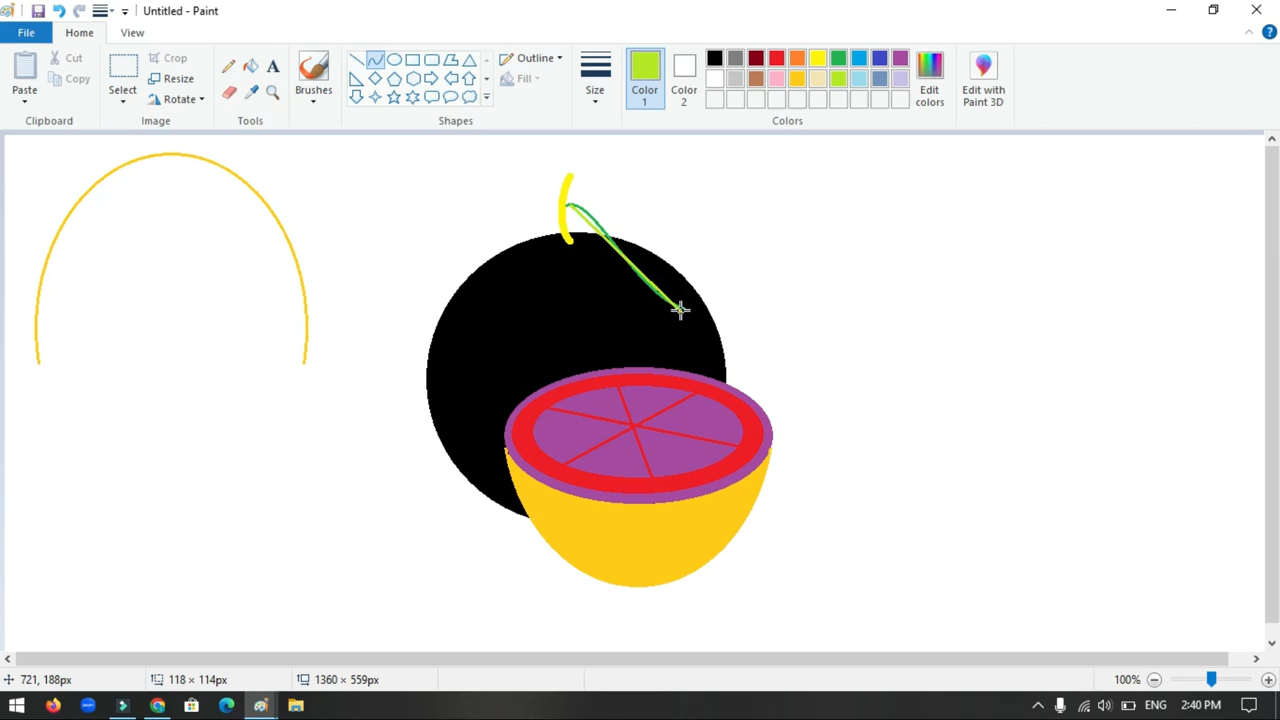 Untitled - Paint
File Home View
Paste Cut Copy
Clipboard
Select Crop Resize Rotate
Image
Tools
Brushes
Shapes
Outline Fill
Size
Color 1
Color 2
Edit colors
Colors
Edit with Paint 3D
721, 188px 118 × 114px 1360 × 559px 100%
ENG 2:40 PM